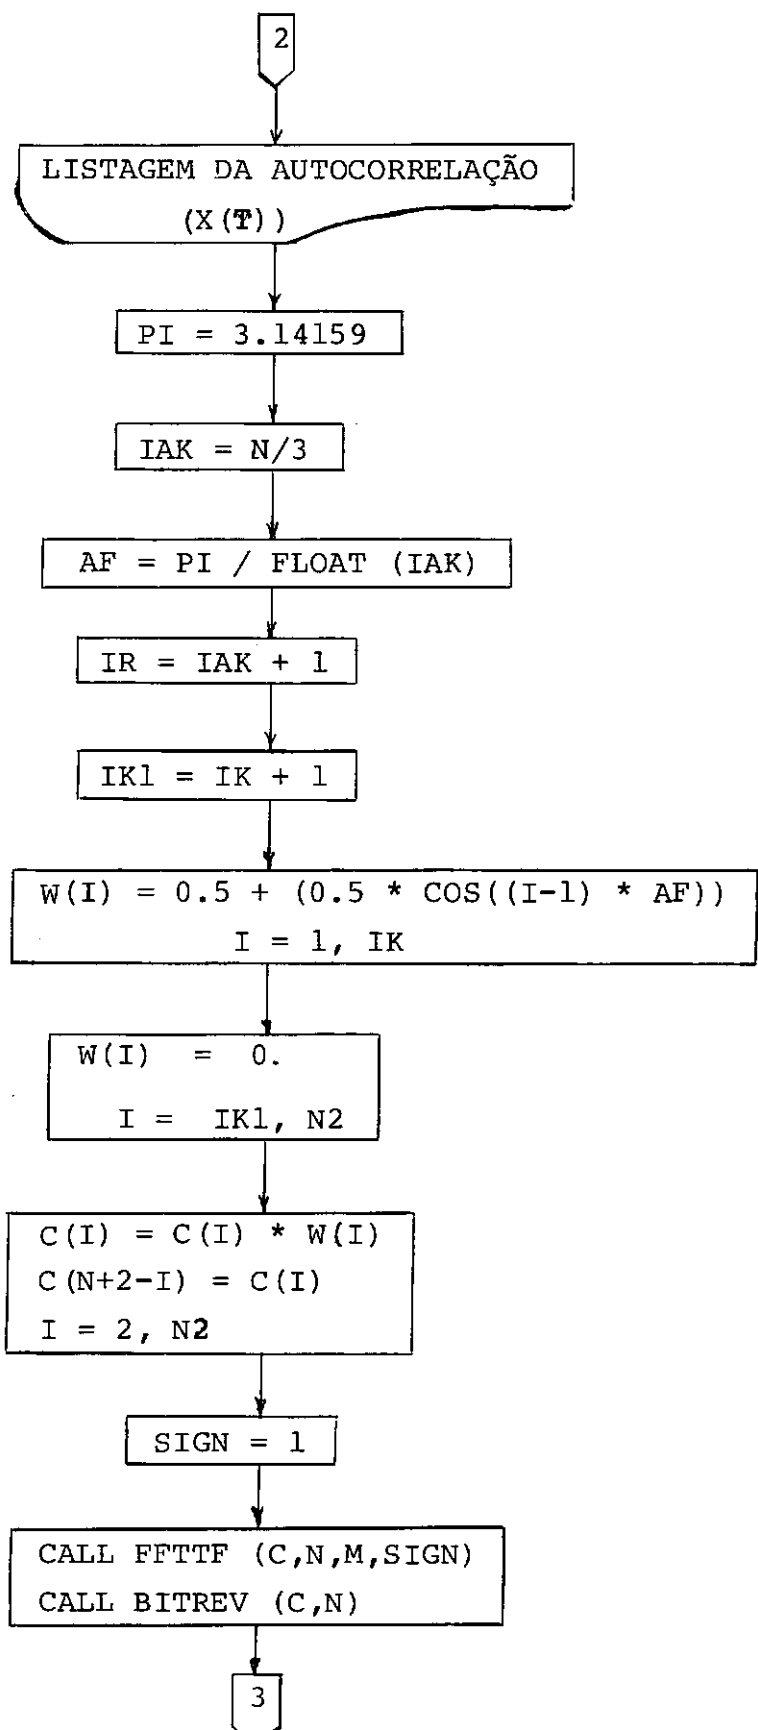 2
LISTAGEM DA AUTOCORRELAÇÃO
(X(T))
PI = 3.14159
IAK = N/3
AF = PI / FLOAT (IAK)
IR = IAK + 1
IK1 = IK + 1
W(I) = 0.5 + (0.5 * COS((I-1) * AF))
I = 1, IK
W(I) = 0.
I = IK1, N2
C(I) = C(I) * W(I)
C(N+2-I) = C(I)
I = 2, N2
SIGN = 1
CALL FFTTF (C,N,M,SIGN)
CALL BITREV (C,N)
3